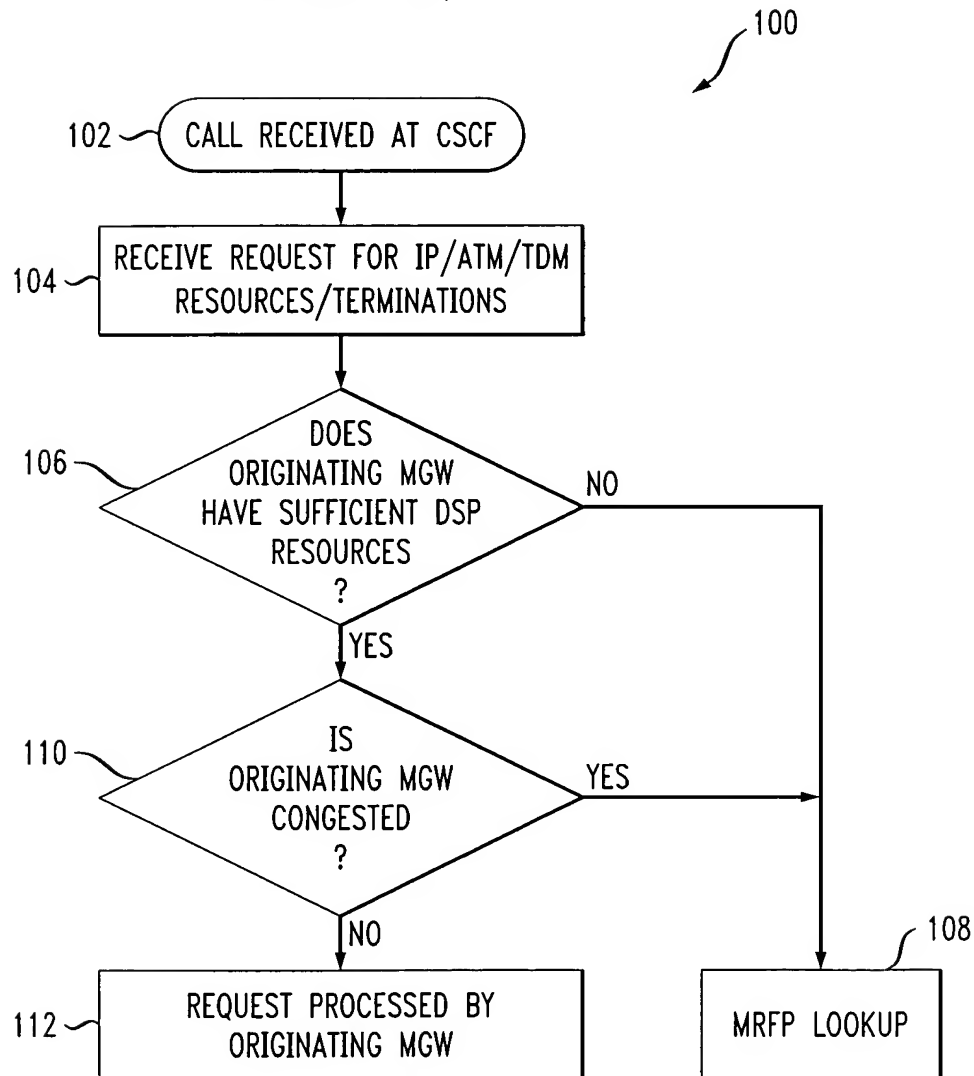 100
102
CALL RECEIVED AT CSCF
104
RECEIVE REQUEST FOR IP/ATM/TDM
RESOURCES/TERMINATIONS
106
DOES
ORIGINATING MGW
HAVE SUFFICIENT DSP
RESOURCES
?
NO
YES
110
IS
ORIGINATING MGW
CONGESTED
?
YES
NO
108
112
REQUEST PROCESSED BY
ORIGINATING MGW
MRFP LOOKUP